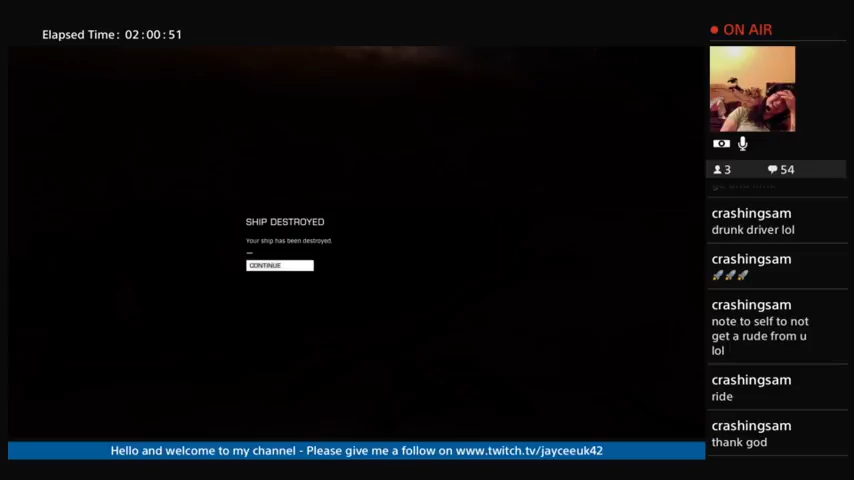 Elapsed Time: 02:00:51
ON AIR
SHIP DESTROYED
Your ship has been destroyed.
CONTINUE
3
54
crashingsam
drunk driver lol
crashingsam
🚀🚀🚀
crashingsam
note to self to not
get a rude from u
lol
crashingsam
ride
crashingsam
thank god
Hello and welcome to my channel - Please give me a follow on www.twitch.tv/jayceeuk42